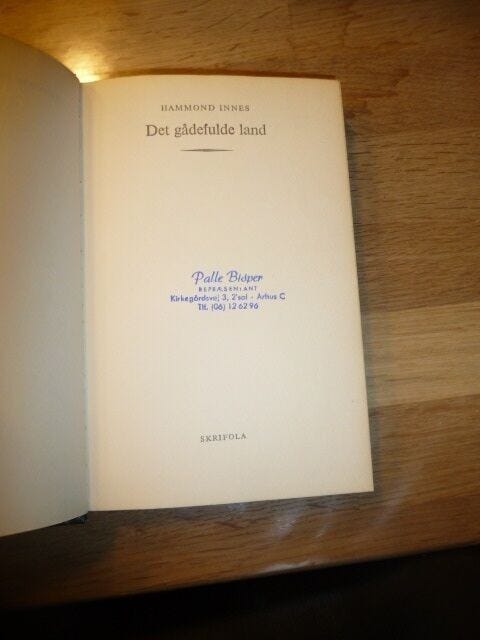 HAMMOND INNES
Det gådefulde land
Palle Bisper
REPRÆSENTANT
Kirkegårdsvej 3, 2'sal - Århus C
Tlf. (06) 12 62 96
SKRIFOLA